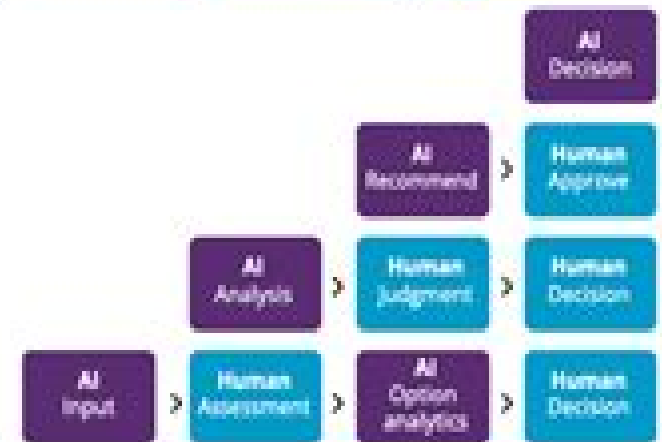 AI
Decision
AI
Recommend
Human
Approve
AI
Analysis
Human
Judgment
Human
Decision
AI
Input
Human
Assessment
AI
Option
analytics
Human
Decision